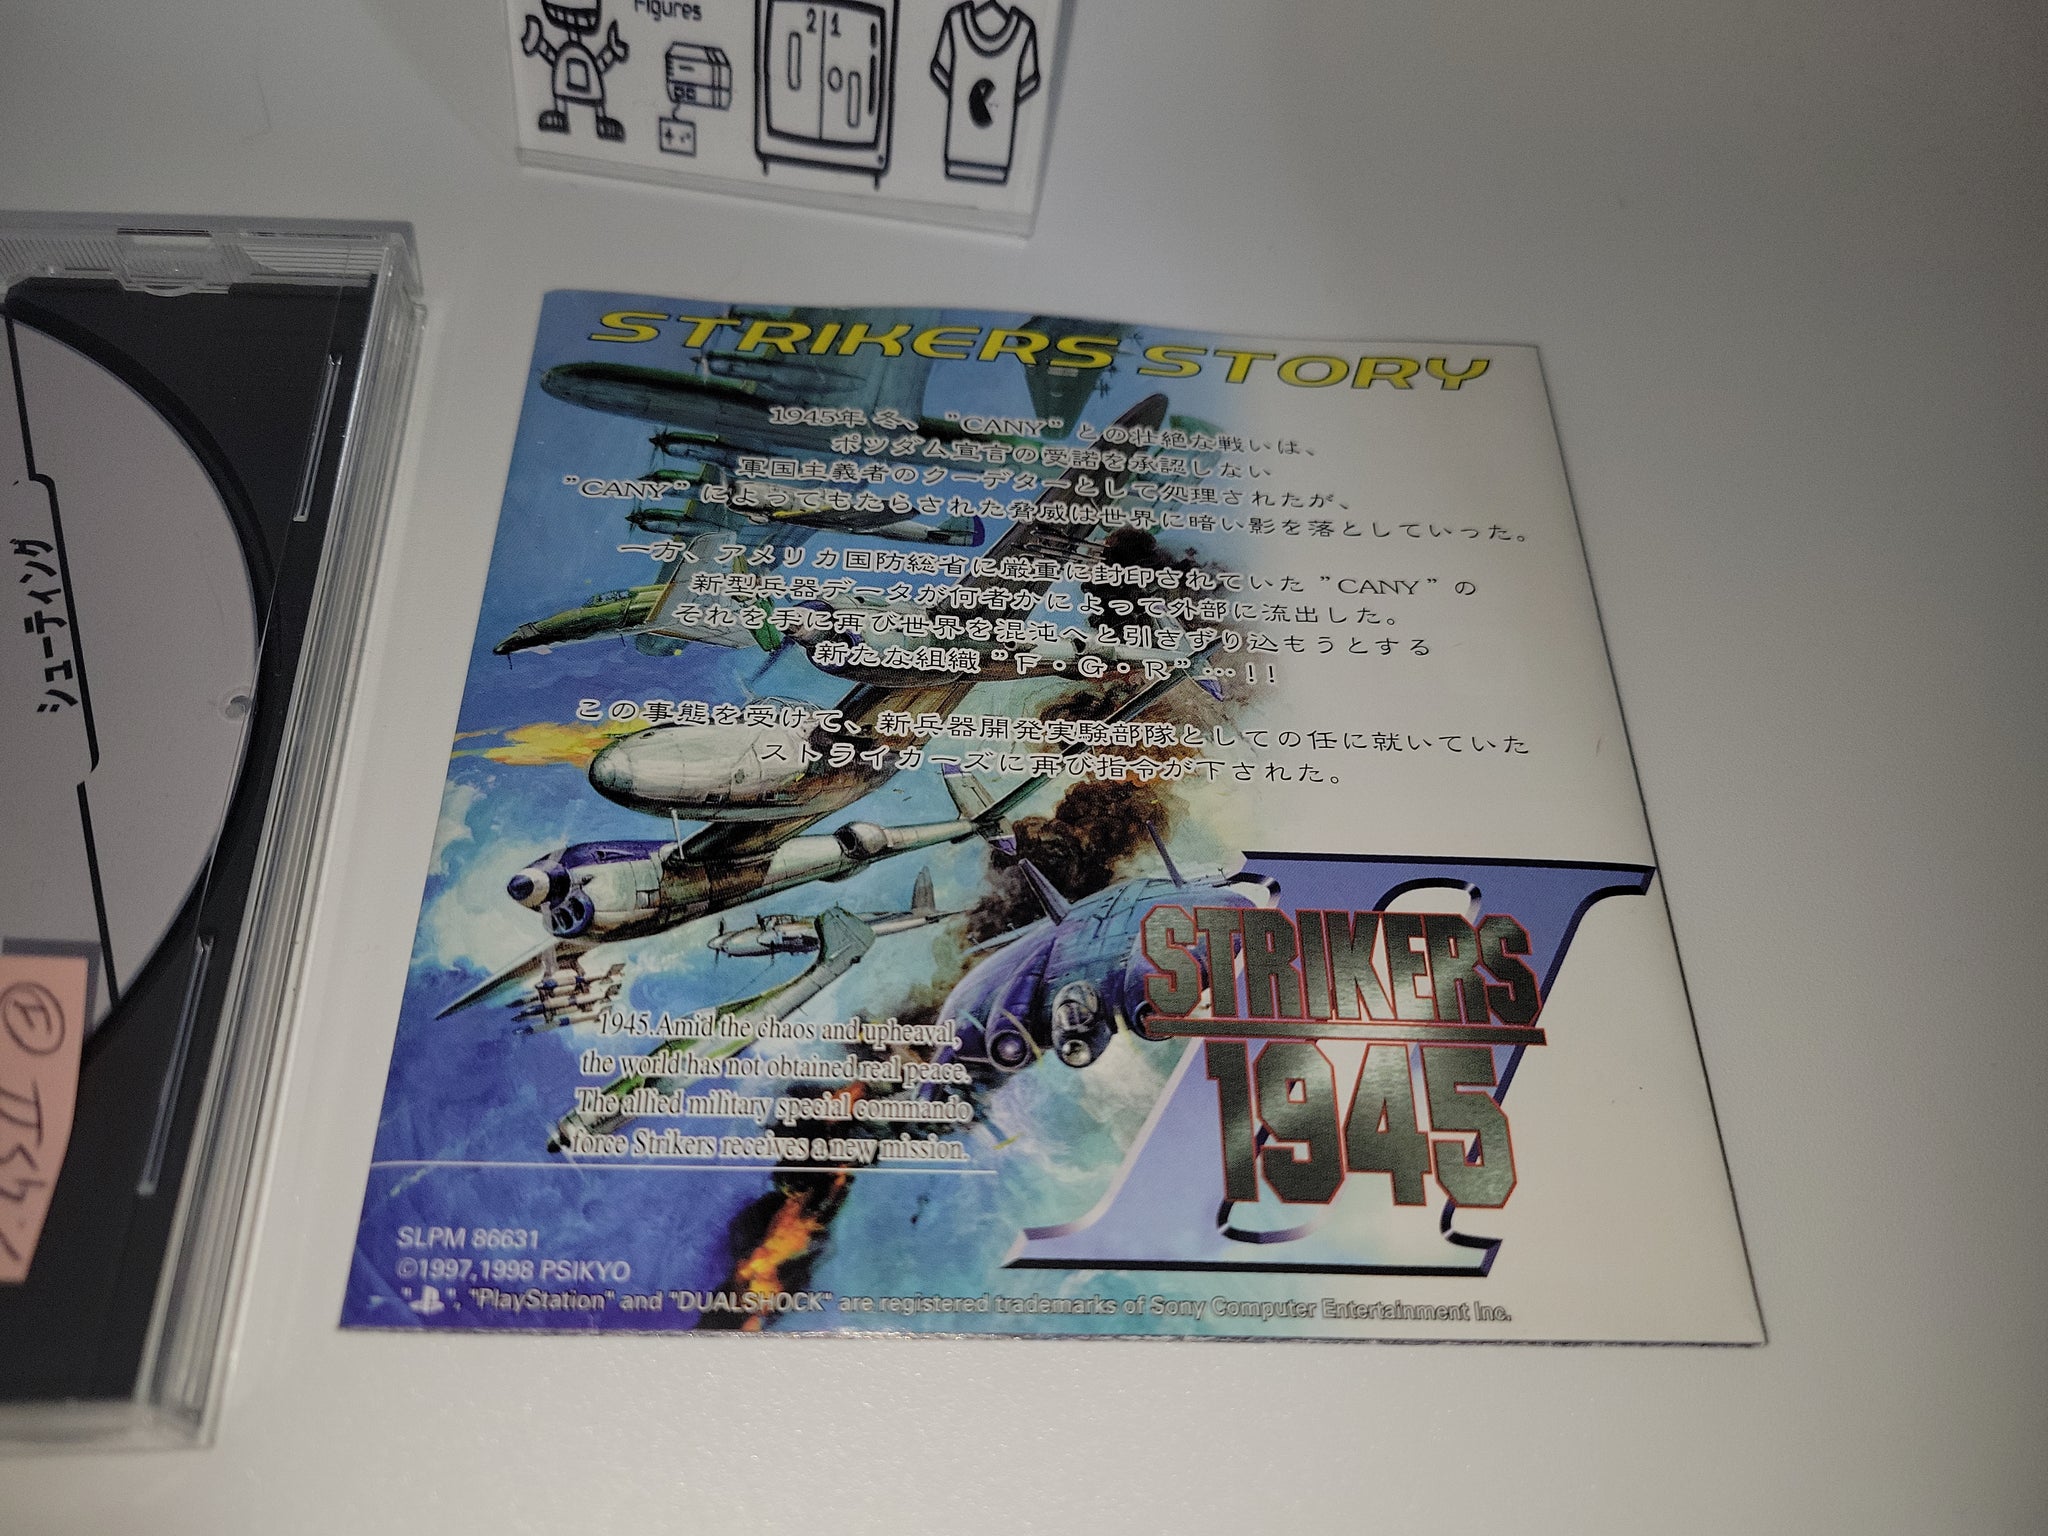 Figures
2 1
シューティング
STRIKERS STORY
1945年 冬、"CANY"との壮絶な戦いは、
ポツダム宣言の受諾を承認しない
軍国主義者のクーデターとして処理されたが、
"CANY"によってもたらされた脅威は世界に暗い影を落としていった。
一方、アメリカ国防総省に厳重に封印されていた"CANY"の
新型兵器データが何者かによって外部に流出した。
それを手に再び世界を混沌へと引きずり込もうとする
新たな組織"F・G・R"…!!
この事態を受けて、新兵器開発実験部隊としての任に就いていた
ストライカーズに再び指令が下された。
II
STRIKERS
1945
1945.Amid the chaos and upheaval,
the world has not obtained real peace.
The allied military special commando
force Strikers receives a new mission.
SLPM 86631
©1997,1998 PSIKYO
" ", "PlayStation" and "DUALSHOCK" are registered trademarks of Sony Computer Entertainment Inc.